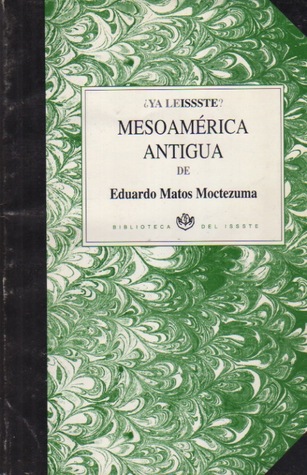 ¿YA LEISSSTE?
MESOAMÉRICA
ANTIGUA
DE
Eduardo Matos Moctezuma
BIBLIOTECA DEL ISSSTE